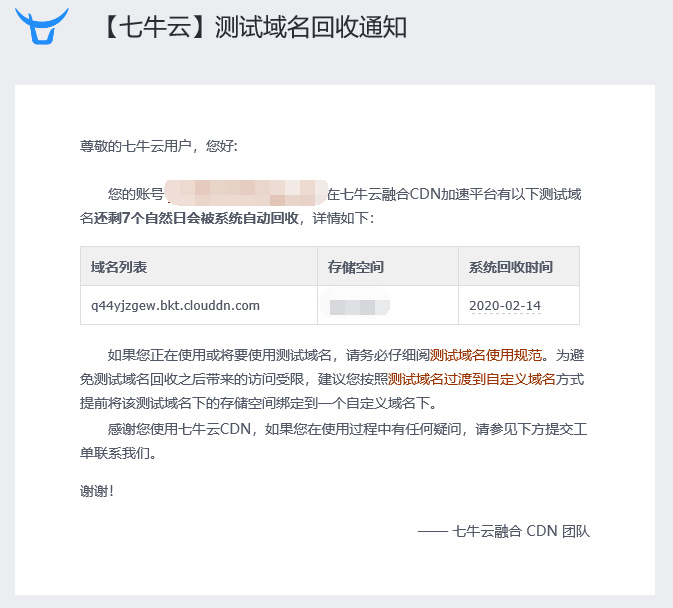 【七牛云】测试域名回收通知
尊敬的七牛云用户，您好:
您的账号
在七牛云融合CDN加速平台有以下测试域
名还剩7个自然日会被系统自动回收，详情如下：
域名列表 存储空间 系统回收时间
q44yjzgew.bkt.clouddn.com 2020-02-14
如果您正在使用或将要使用测试域名，请务必仔细阅测试域名使用规范。为避
免测试域名回收之后带来的访问受限，建议您按照测试域名过渡到自定义域名方式
提前将该测试域名下的存储空间绑定到一个自定义域名下。
感谢您使用七牛云CDN，如果您在使用过程中有任何疑问，请参见下方提交工
单联系我们。
谢谢！
—— 七牛云融合 CDN 团队